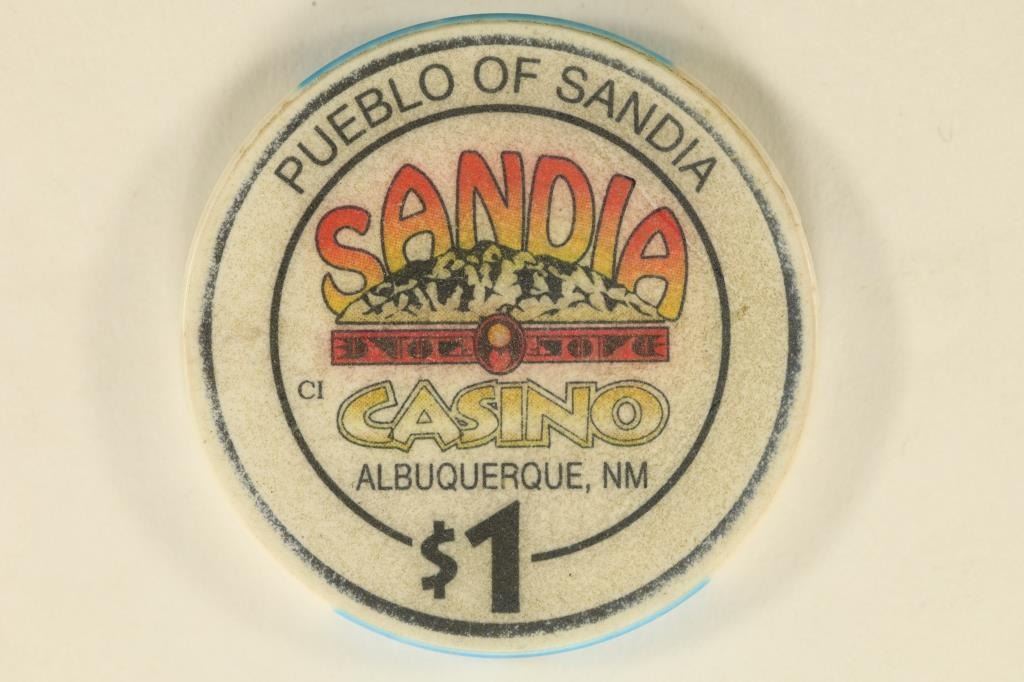 PUEBLO OF SANDIA
SANDIA
CI
CASINO
ALBUQUERQUE, NM
$1